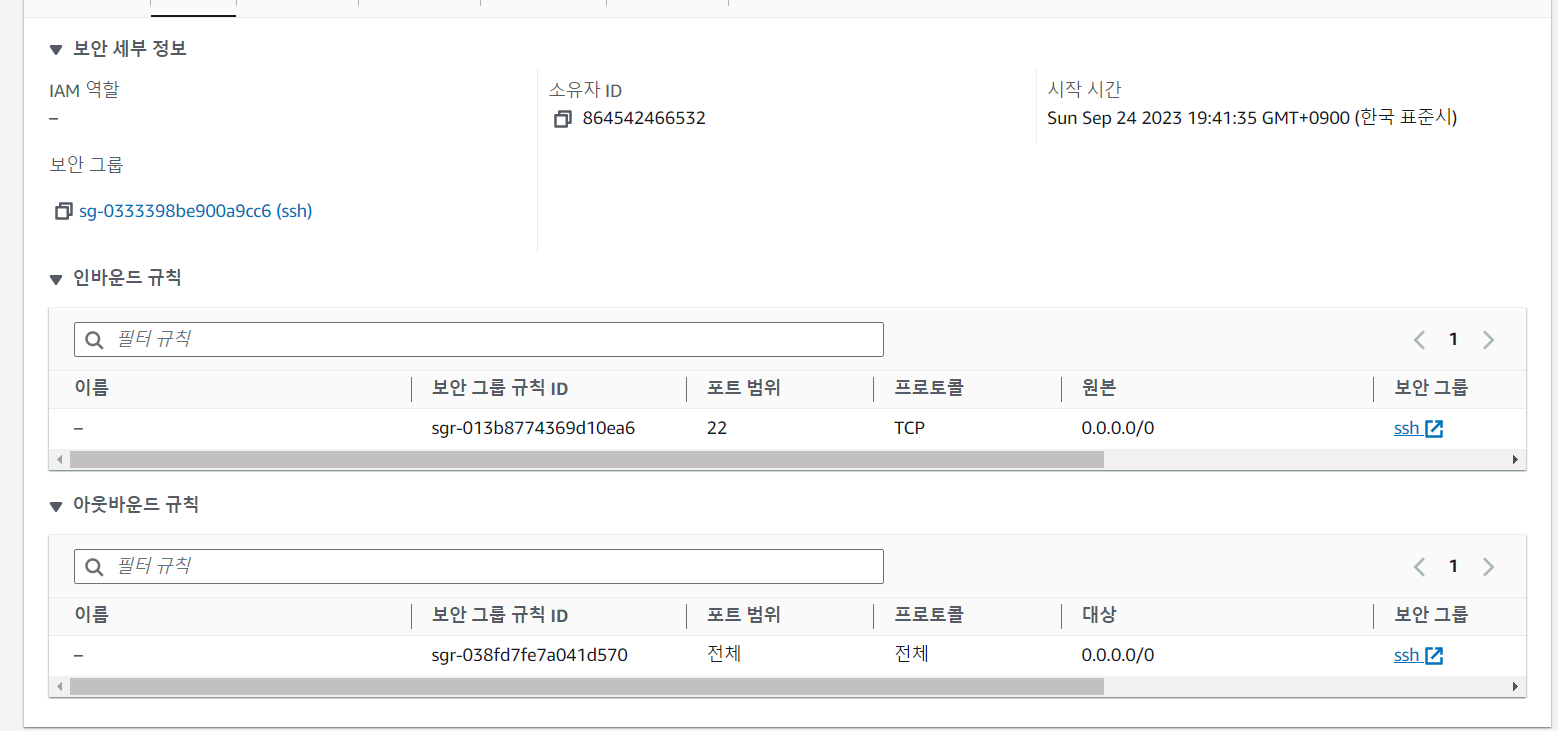 보안 세부 정보
IAM 역할
–
소유자 ID
864542466532
시작 시간
Sun Sep 24 2023 19:41:35 GMT+0900 (한국 표준시)
보안 그룹
sg-0333398be900a9cc6 (ssh)
인바운드 규칙
필터 규칙
1
이름 보안 그룹 규칙 ID 포트 범위 프로토콜 원본 보안 그룹
– sgr-013b8774369d10ea6 22 TCP 0.0.0.0/0 ssh
아웃바운드 규칙
필터 규칙
1
이름 보안 그룹 규칙 ID 포트 범위 프로토콜 대상 보안 그룹
– sgr-038fd7fe7a041d570 전체 전체 0.0.0.0/0 ssh